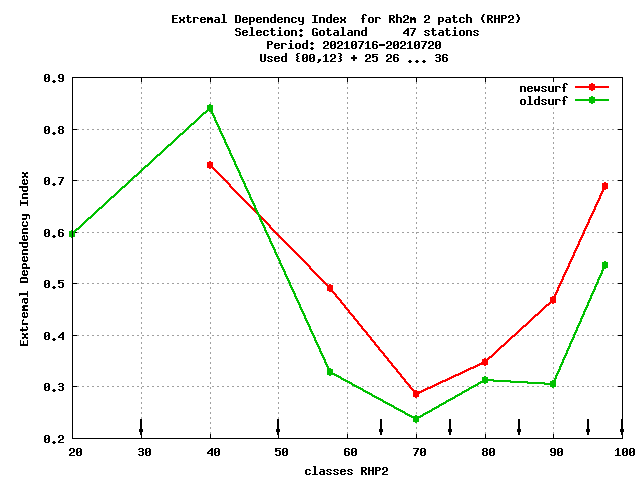 Extremal Dependency Index  for Rh2m 2 patch (RHP2)
Selection: Gotaland     47 stations
Period: 20210716-20210720
Used {00,12} + 25 26 ... 36
newsurf
oldsurf
0.9
0.8
0.7
0.6
0.5
0.4
0.3
0.2
Extremal Dependency Index
20 30 40 50 60 70 80 90 100
classes RHP2